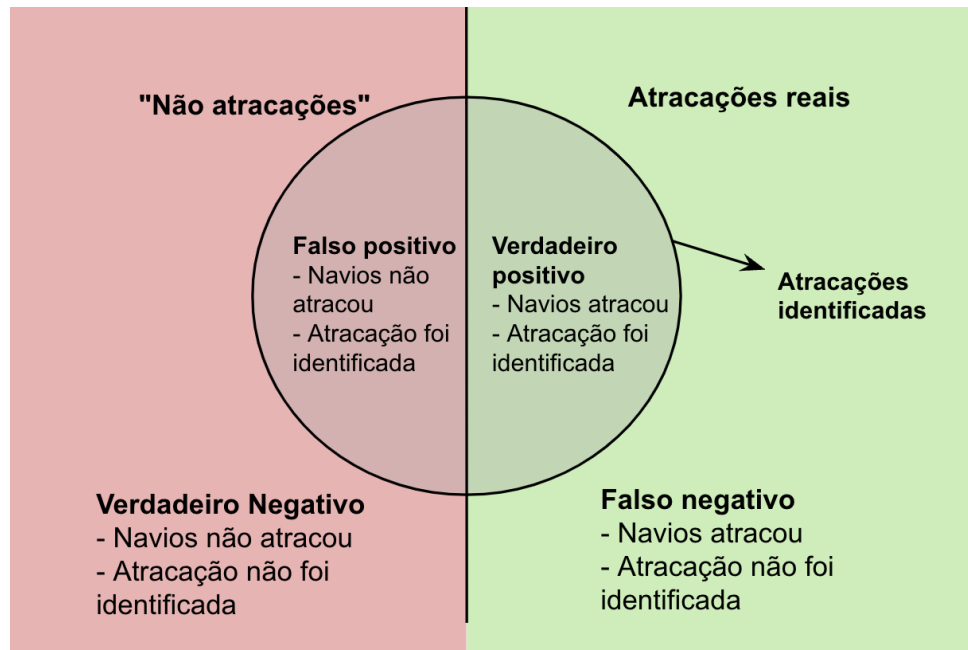 "Não atracações"
Atracações reais
Falso positivo
- Navios não
atracou
- Atracação foi
identificada
Verdadeiro
positivo
- Navios atracou
- Atracação foi
identificada
Atracações
identificadas
Verdadeiro Negativo
- Navios não atracou
- Atracação não foi
identificada
Falso negativo
- Navios atracou
- Atracação não foi
identificada